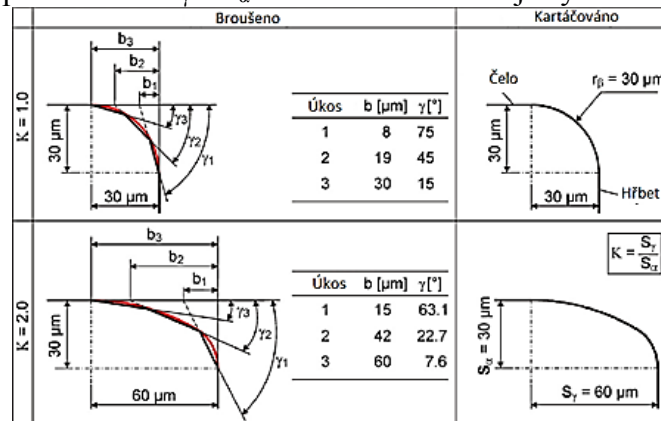 Broušeno
Kartáčováno
K = 1.0
b₃
b₂
b₁
γ₃
γ₂
γ₁
30 µm
30 µm
Úkos b [µm] γ[°]
1 8 75
2 19 45
3 30 15
Čelo
rᵦ = 30 µm
30 µm
Hřbet
K = 2.0
b₃
b₂
b₁
γ₃
γ₂
γ₁
30 µm
60 µm
Úkos b [µm] γ[°]
1 15 63.1
2 42 22.7
3 60 7.6
K = Sᵧ
Sα
Sα = 30 µm
Sᵧ = 60 µm